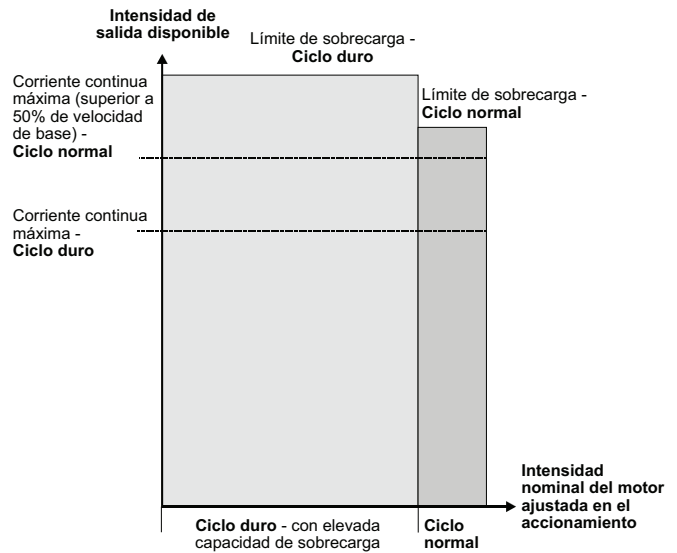 Intensidad de
salida disponible
Límite de sobrecarga -
Ciclo duro
Corriente continua
máxima (superior a
50% de velocidad
de base) -
Ciclo normal
Límite de sobrecarga -
Ciclo normal
Corriente continua
máxima -
Ciclo duro
Intensidad
nominal del motor
ajustada en el
accionamiento
Ciclo duro - con elevada
capacidad de sobrecarga
Ciclo
normal